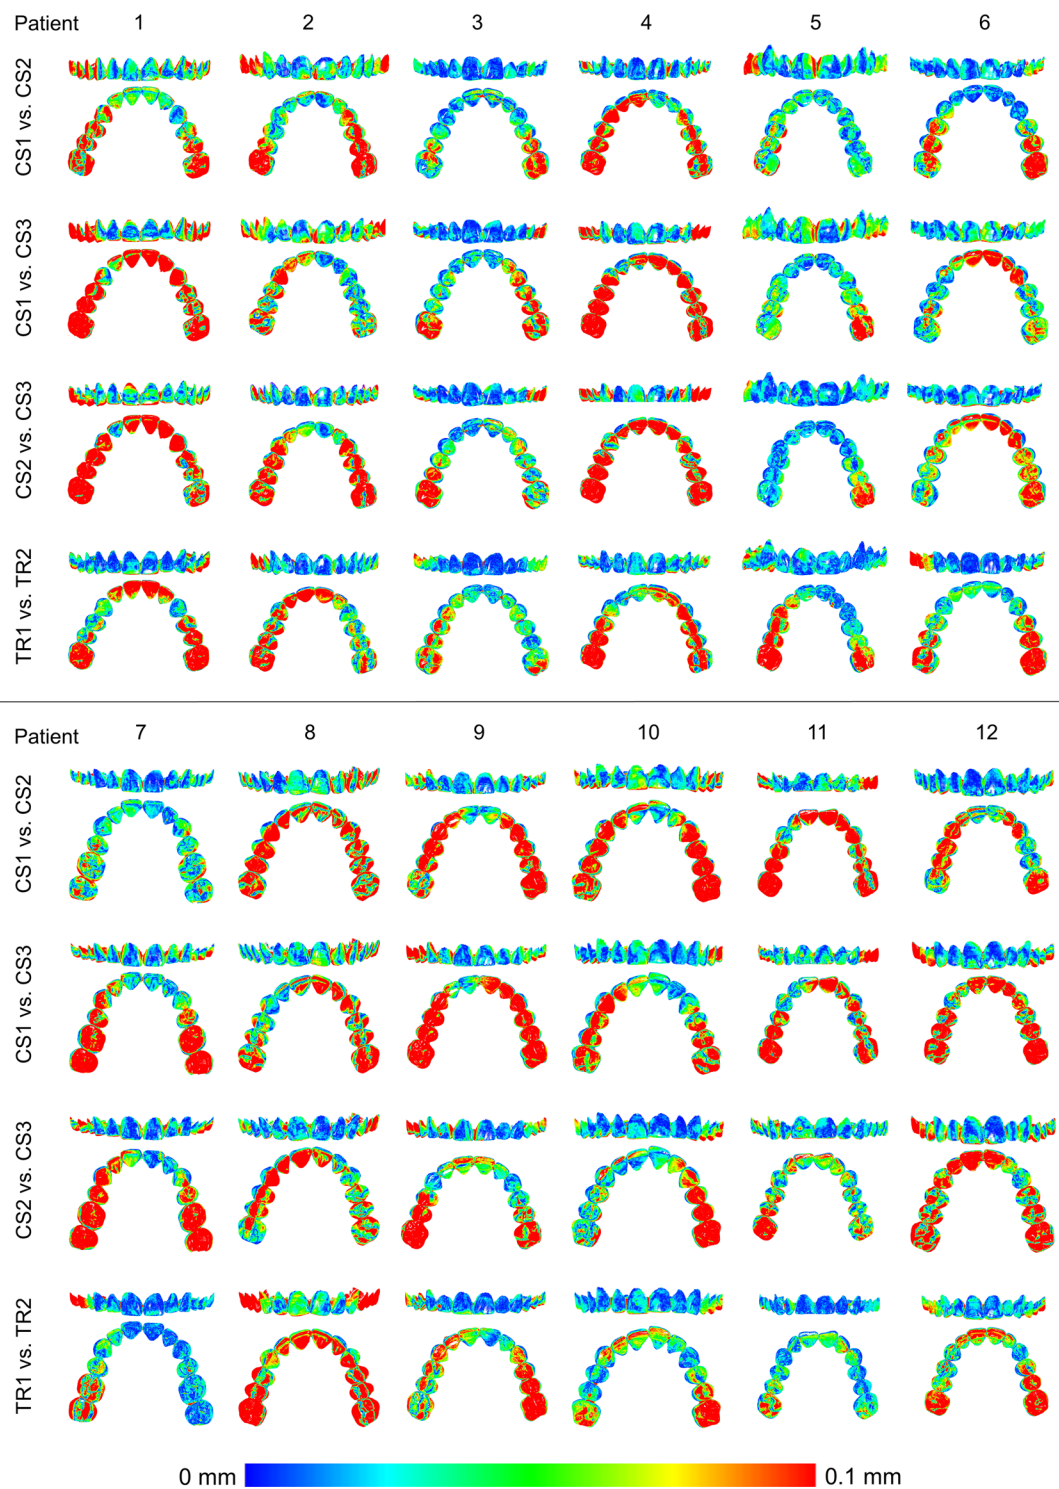 Patient 1 2 3 4 5 6
CS1 vs. CS2
CS1 vs. CS3
CS2 vs. CS3
TR1 vs. TR2
Patient 7 8 9 10 11 12
CS1 vs. CS2
CS1 vs. CS3
CS2 vs. CS3
TR1 vs. TR2
0 mm 0.1 mm